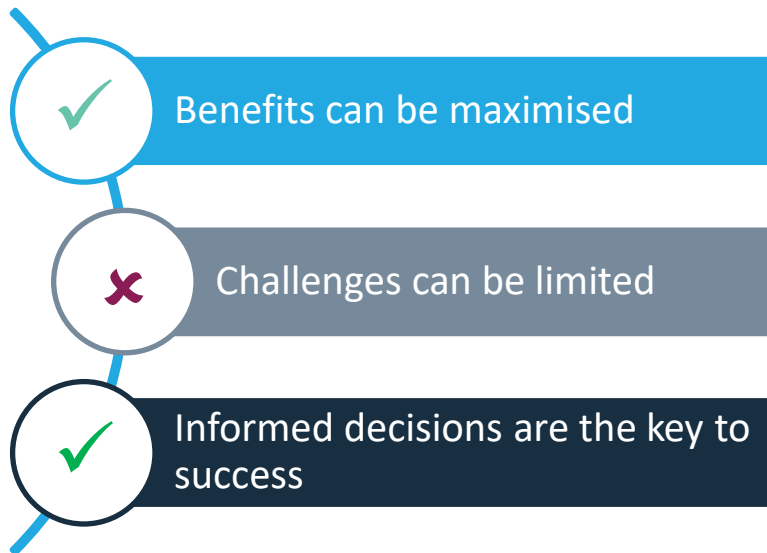 Benefits can be maximised
Challenges can be limited
Informed decisions are the key to
success